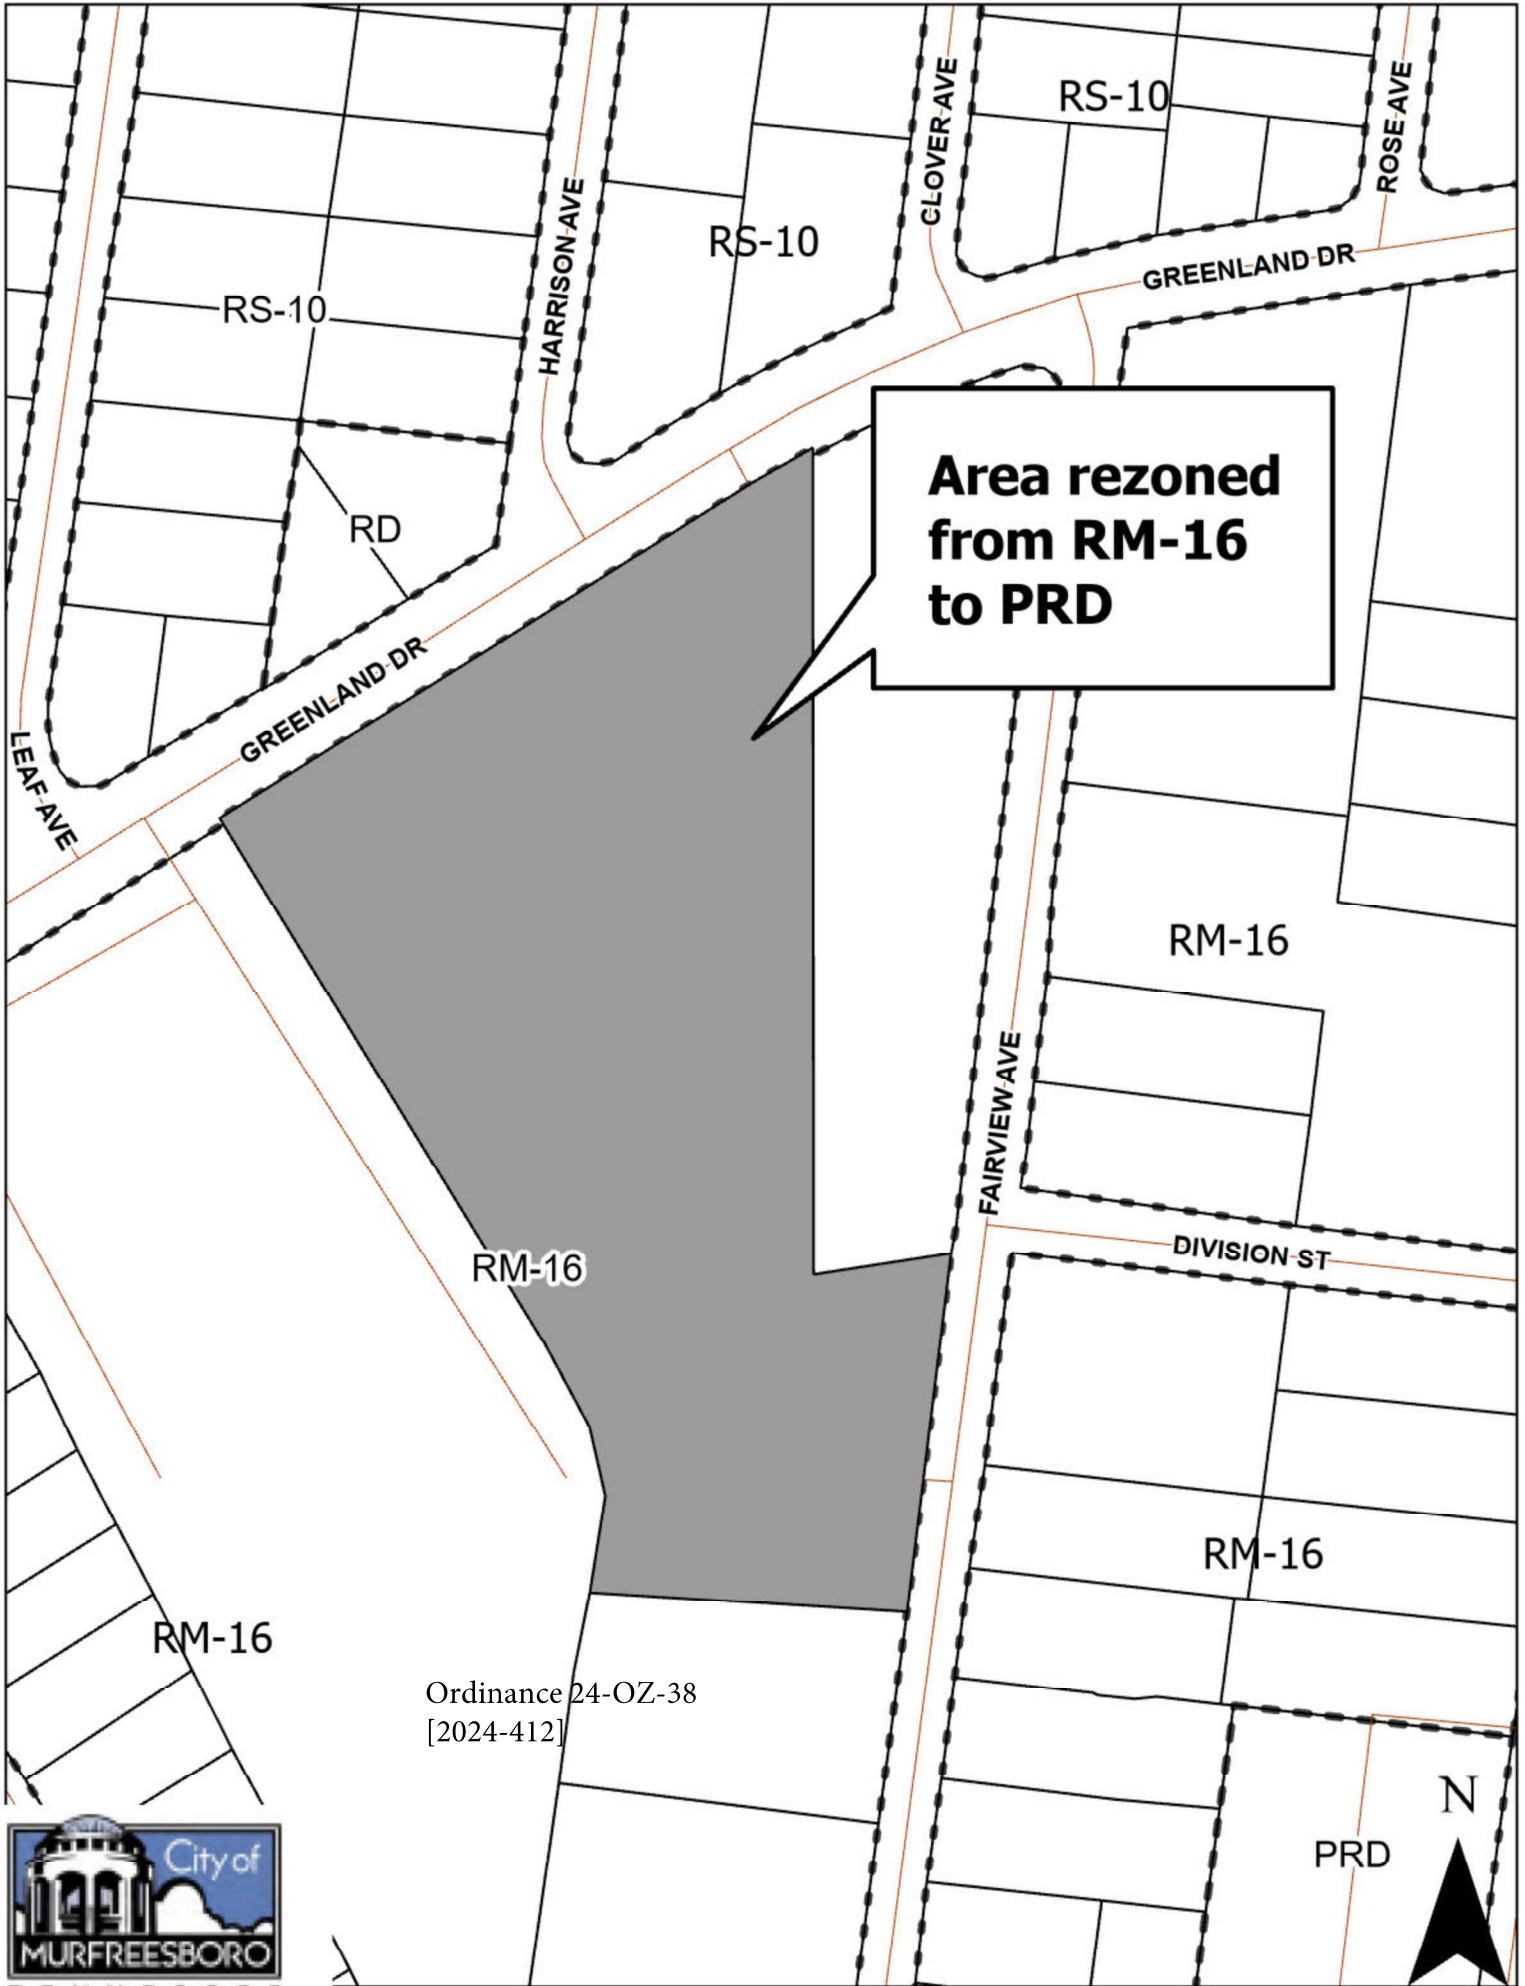 CLOVER AVE
RS-10
ROSE AVE
HARRISON AVE
RS-10
GREENLAND DR
RS-10
Area rezoned
from RM-16
to PRD
RD
GREENLAND DR
LEAF AVE
RM-16
FAIRVIEW AVE
DIVISION ST
RM-16
RM-16
RM-16
Ordinance 24-OZ-38
[2024-412]
N
PRD
City of
MURFREESBORO